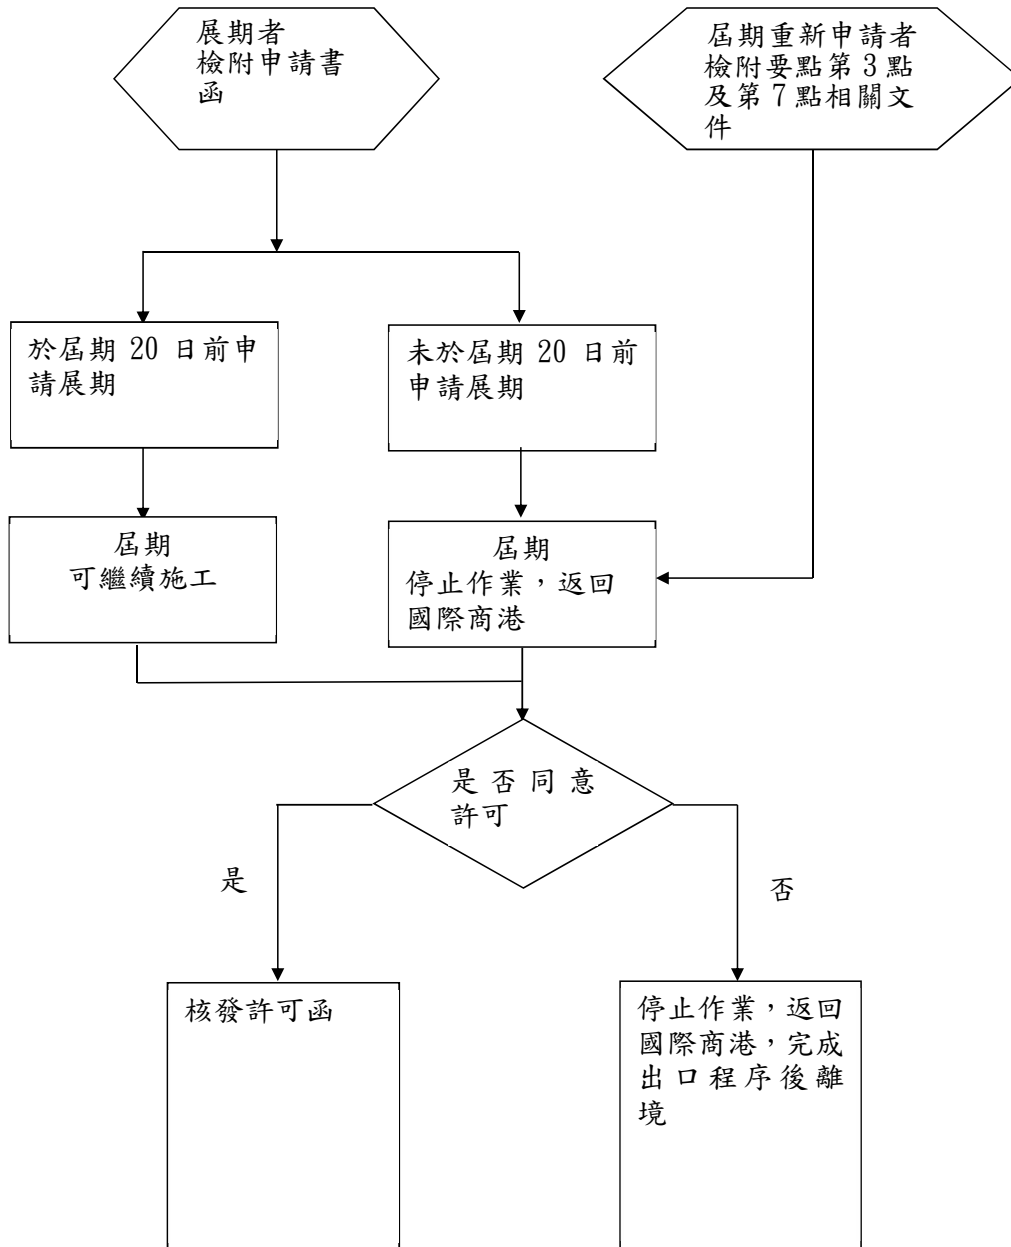 展期者
檢附申請書
函
屆期重新申請者
檢附要點第3點
及第7點相關文
件
於屆期 20 日前申
請展期
未於屆期 20 日前
申請展期
屆期
可繼續施工
屆期
停止作業，返回
國際商港
是否同意
許可
是
否
核發許可函
停止作業，返回
國際商港，完成
出口程序後離
境